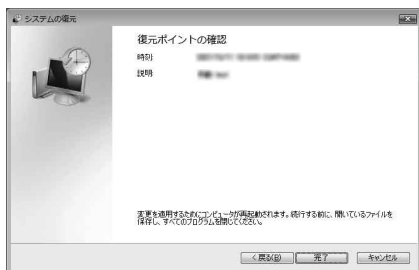 システムの復元
復元ポイントの確認
時刻:
説明:
変更を適用するためにコンピュータが再起動されます。続行する前に、開いているファイルを
保存し、すべてのプログラムを閉じてください。
< 戻る(B) 完了 キャンセル